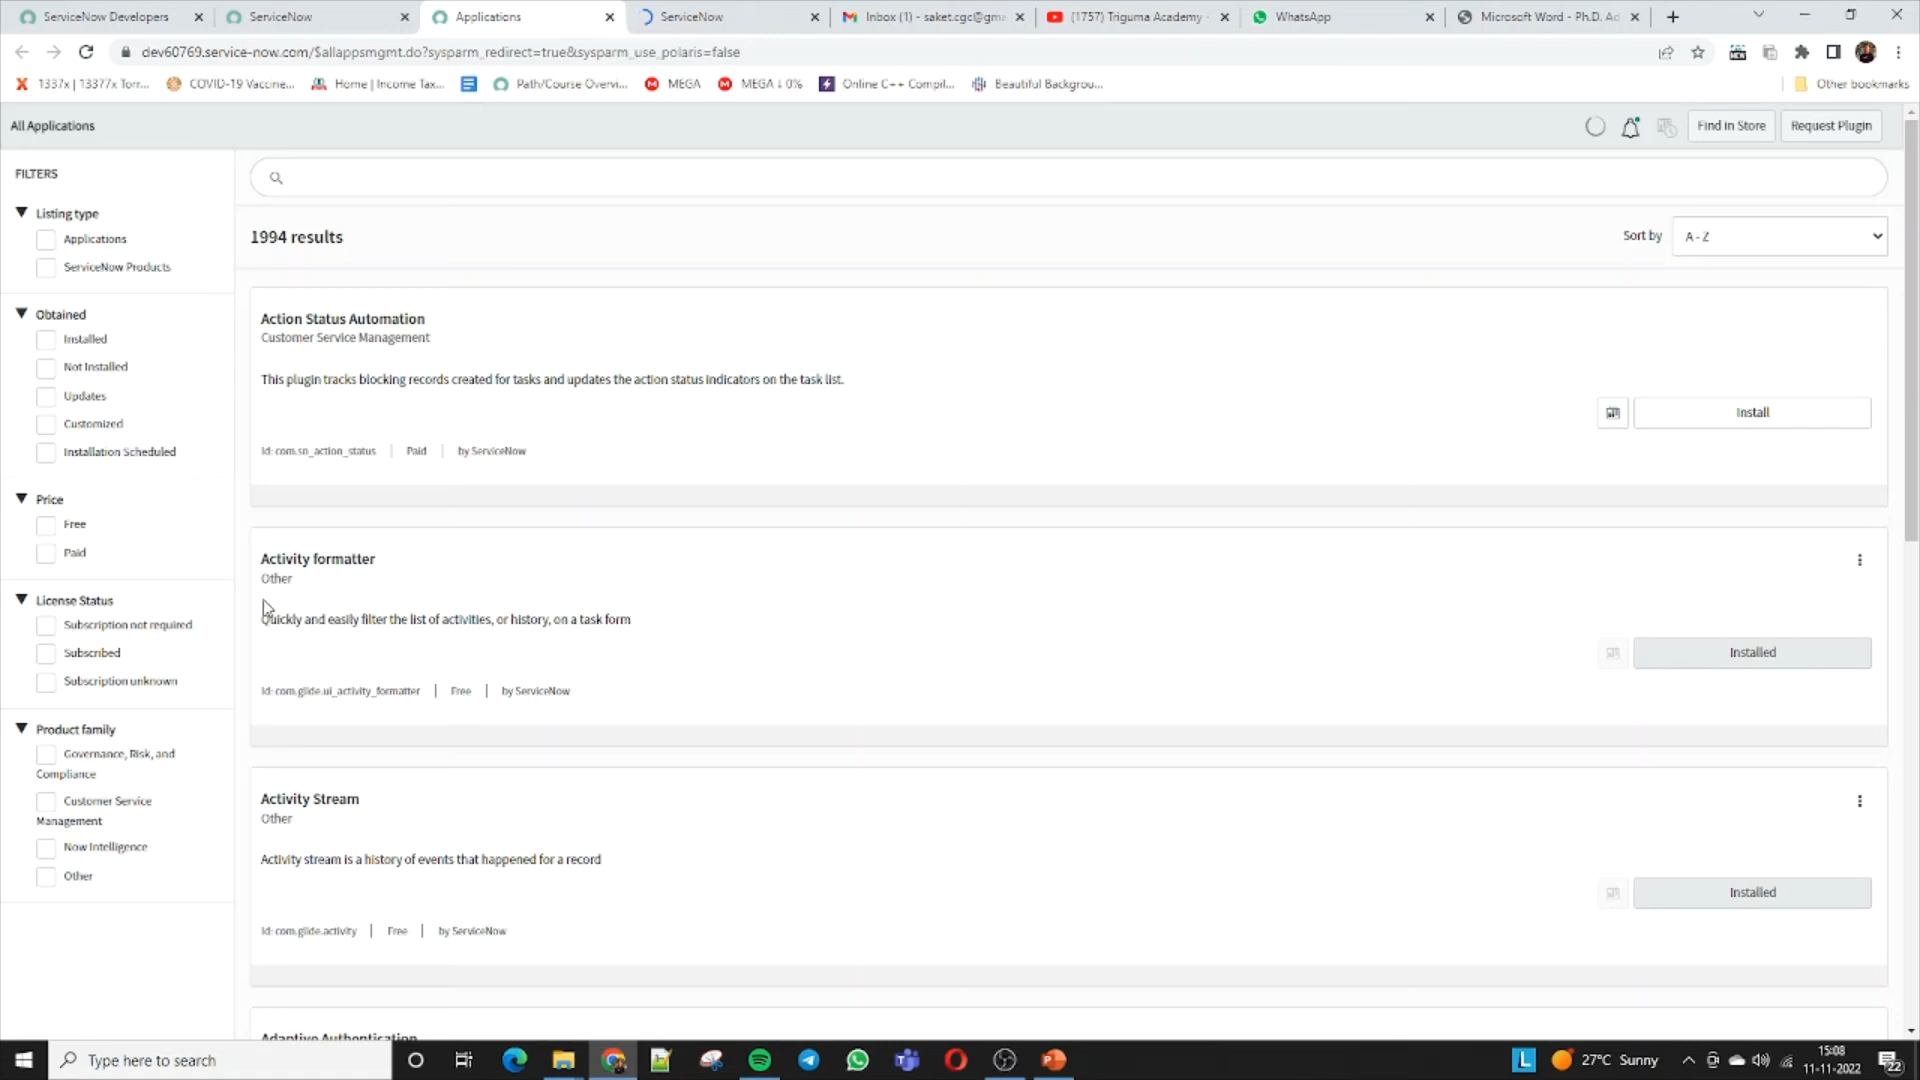 ServiceNow Developers
ServiceNow
Applications
ServiceNow
Inbox (1) - saket.cgc@gm
(1757) Triguma Academy -
WhatsApp
Microsoft Word - Ph.D. Ad
dev60769.service-now.com/$allappsmgmt.do?sysparm_redirect=true&sysparm_use_polaris=false
1337x | 13377x Torr...
COVID-19 Vaccine...
Home | Income Tax...
Path/Course Overvi...
MEGA
MEGA ↓ 0%
Online C++ Compil...
Beautiful Backgrou...
Other bookmarks
All Applications
Find in Store
Request Plugin
FILTERS
Listing type
Applications
ServiceNow Products
Obtained
Installed
Not Installed
Updates
Customized
Installation Scheduled
Price
Free
Paid
License Status
Subscription not required
Subscribed
Subscription unknown
Product family
Governance, Risk, and
Compliance
Customer Service
Management
Now Intelligence
Other
1994 results
Sort by
A - Z
Action Status Automation
Customer Service Management
This plugin tracks blocking records created for tasks and updates the action status indicators on the task list.
Install
Id: com.sn_action_status | Paid | by ServiceNow
Activity formatter
Other
Quickly and easily filter the list of activities, or history, on a task form
Installed
Id: com.glide.ui_activity_formatter | Free | by ServiceNow
Activity Stream
Other
Activity stream is a history of events that happened for a record
Installed
Id: com.glide.activity | Free | by ServiceNow
Adaptive Authentication
Type here to search
L
27°C Sunny
15:08
11-11-2022
22